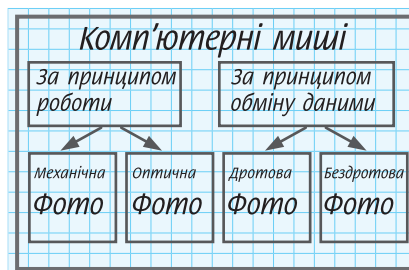 Комп’ютерні миші
За принципом
роботи
За принципом
обміну даними
Механічна
Фото
Оптична
Фото
Дротова
Фото
Бездротова
Фото